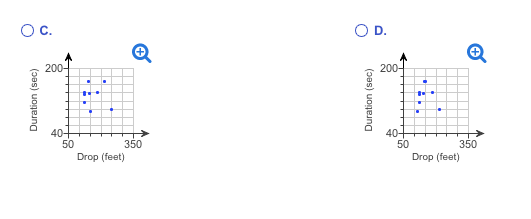 C.
200
Duration (sec)
40
50
350
Drop (feet)
D.
200
Duration (sec)
40
50
350
Drop (feet)